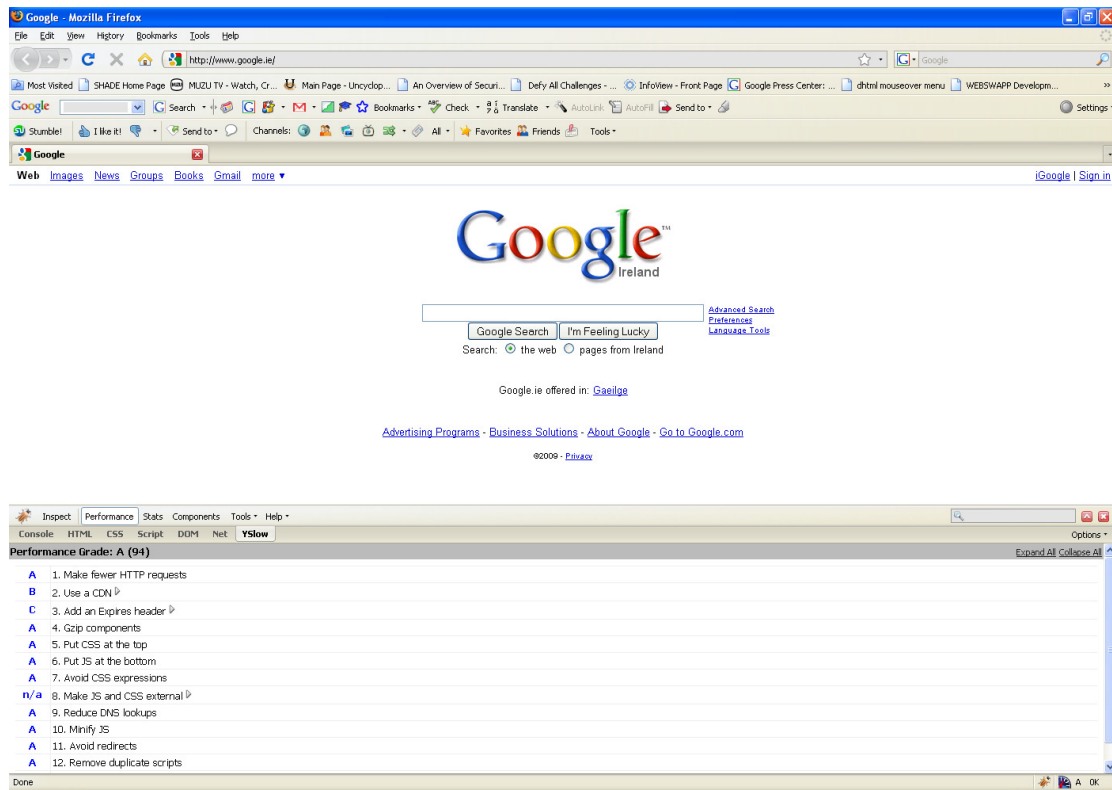 Google - Mozilla Firefox
File Edit View History Bookmarks Tools Help
http://www.google.ie/ G Google
Most Visited SHADE Home Page MUZU TV - Watch, Cr... Main Page - Uncyclop... An Overview of Securi... Defy All Challenges - ... InfoView - Front Page Google Press Center: ... dhtml mouseover menu WEBSWAPP Developm... »
Google Search Bookmarks Check Translate AutoLink AutoFill Send to Settings
Stumble! I like it! Send to Channels: All Favorites Friends Tools
Google
Web Images News Groups Books Gmail more ▼ iGoogle | Sign in
Google™
Ireland
Advanced Search
Preferences
Language Tools
Google Search I'm Feeling Lucky
Search: the web pages from Ireland
Google.ie offered in: Gaeilge
Advertising Programs - Business Solutions - About Google - Go to Google.com
©2009 - Privacy
Inspect Performance Stats Components Tools Help
Console HTML CSS Script DOM Net YSlow Options
Performance Grade: A (94) Expand All Collapse All
A 1. Make fewer HTTP requests
B 2. Use a CDN
C 3. Add an Expires header
A 4. Gzip components
A 5. Put CSS at the top
A 6. Put JS at the bottom
A 7. Avoid CSS expressions
n/a 8. Make JS and CSS external
A 9. Reduce DNS lookups
A 10. Minify JS
A 11. Avoid redirects
A 12. Remove duplicate scripts
Done A OK